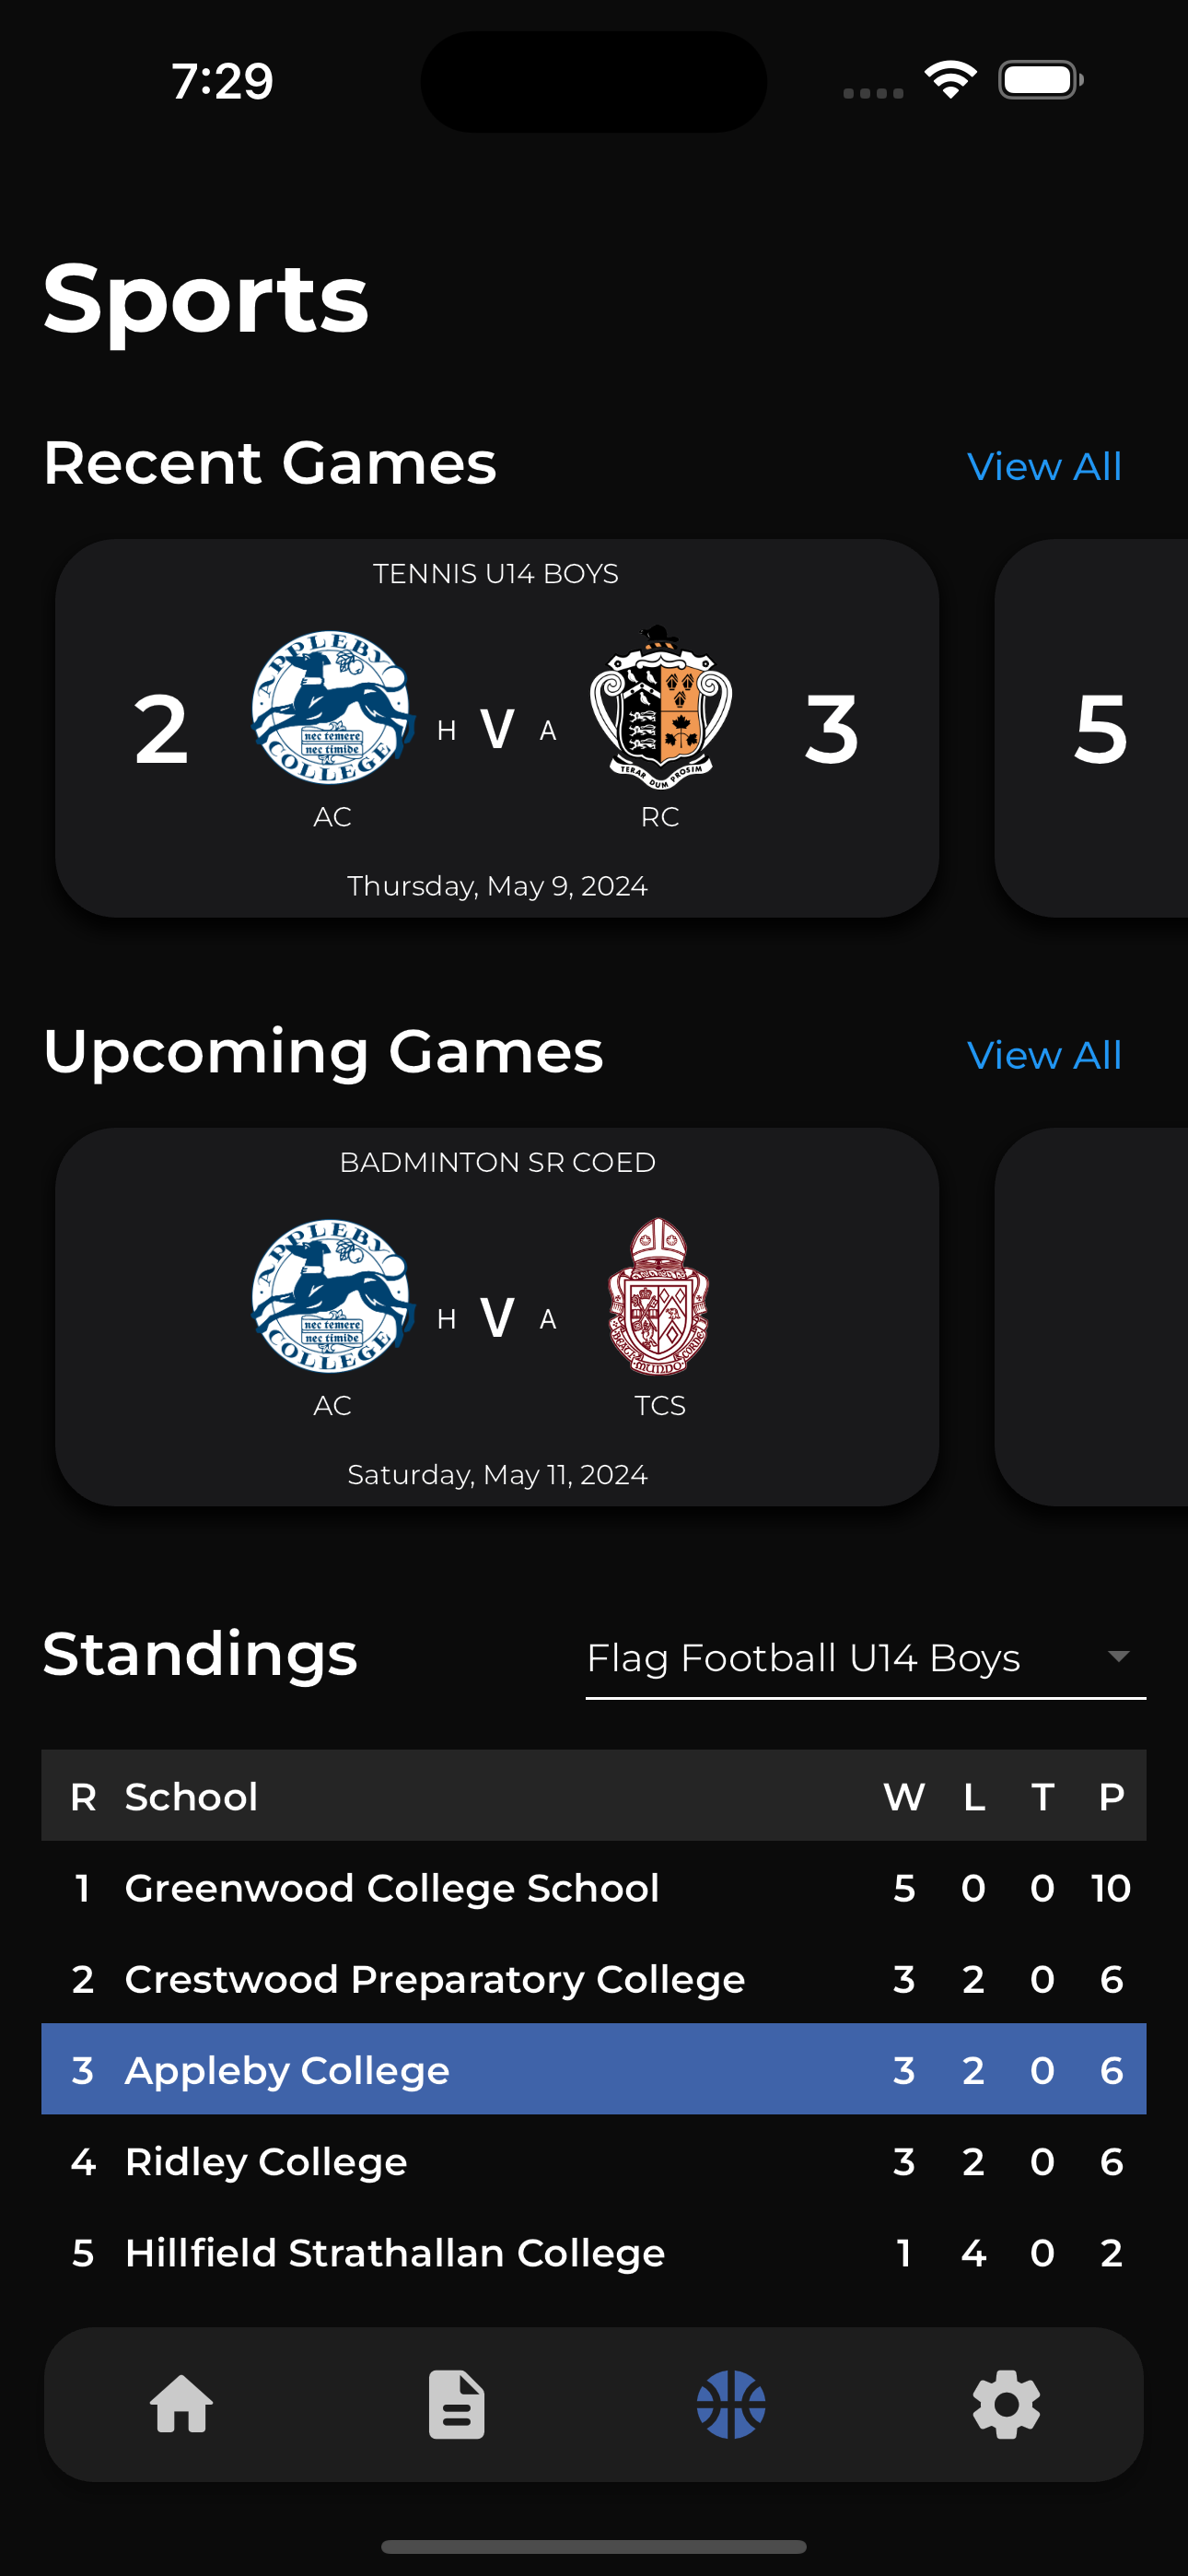 7:29
Sports
Recent Games View All
TENNIS U14 BOYS
2 APPLEBY COLLEGE nec temere nec timide H V A TERAR DUM PROSIM 3 5
AC RC
Thursday, May 9, 2024
Upcoming Games View All
BADMINTON SR COED
APPLEBY COLLEGE nec temere nec timide H V A BEATI MUNDO CORDE
AC TCS
Saturday, May 11, 2024
Standings Flag Football U14 Boys
R School W L T P
1 Greenwood College School 5 0 0 10
2 Crestwood Preparatory College 3 2 0 6
3 Appleby College 3 2 0 6
4 Ridley College 3 2 0 6
5 Hillfield Strathallan College 1 4 0 2